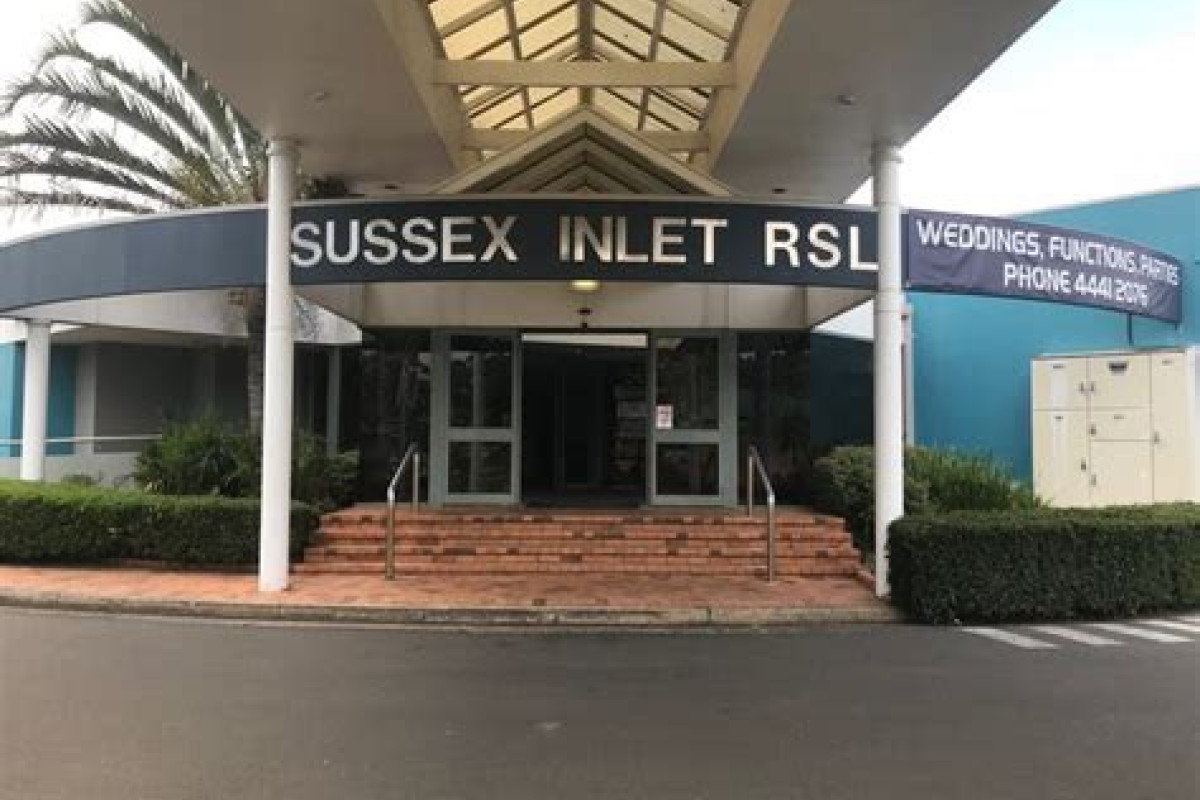 SUSSEX INLET RSL
WEDDINGS, FUNCTIONS, PARTIES
PHONE 4441 2076